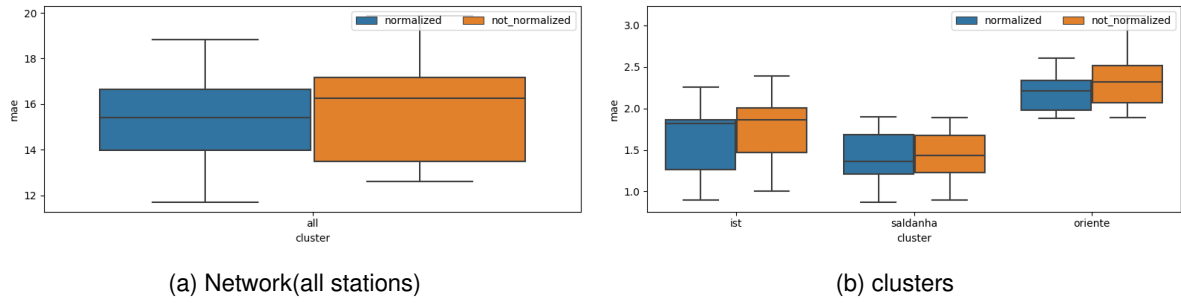 normalized not_normalized
20
18
16
14
12
mae
all
cluster
(a) Network(all stations)
normalized not_normalized
3.0
2.5
2.0
1.5
1.0
mae
ist saldanha oriente
cluster
(b) clusters